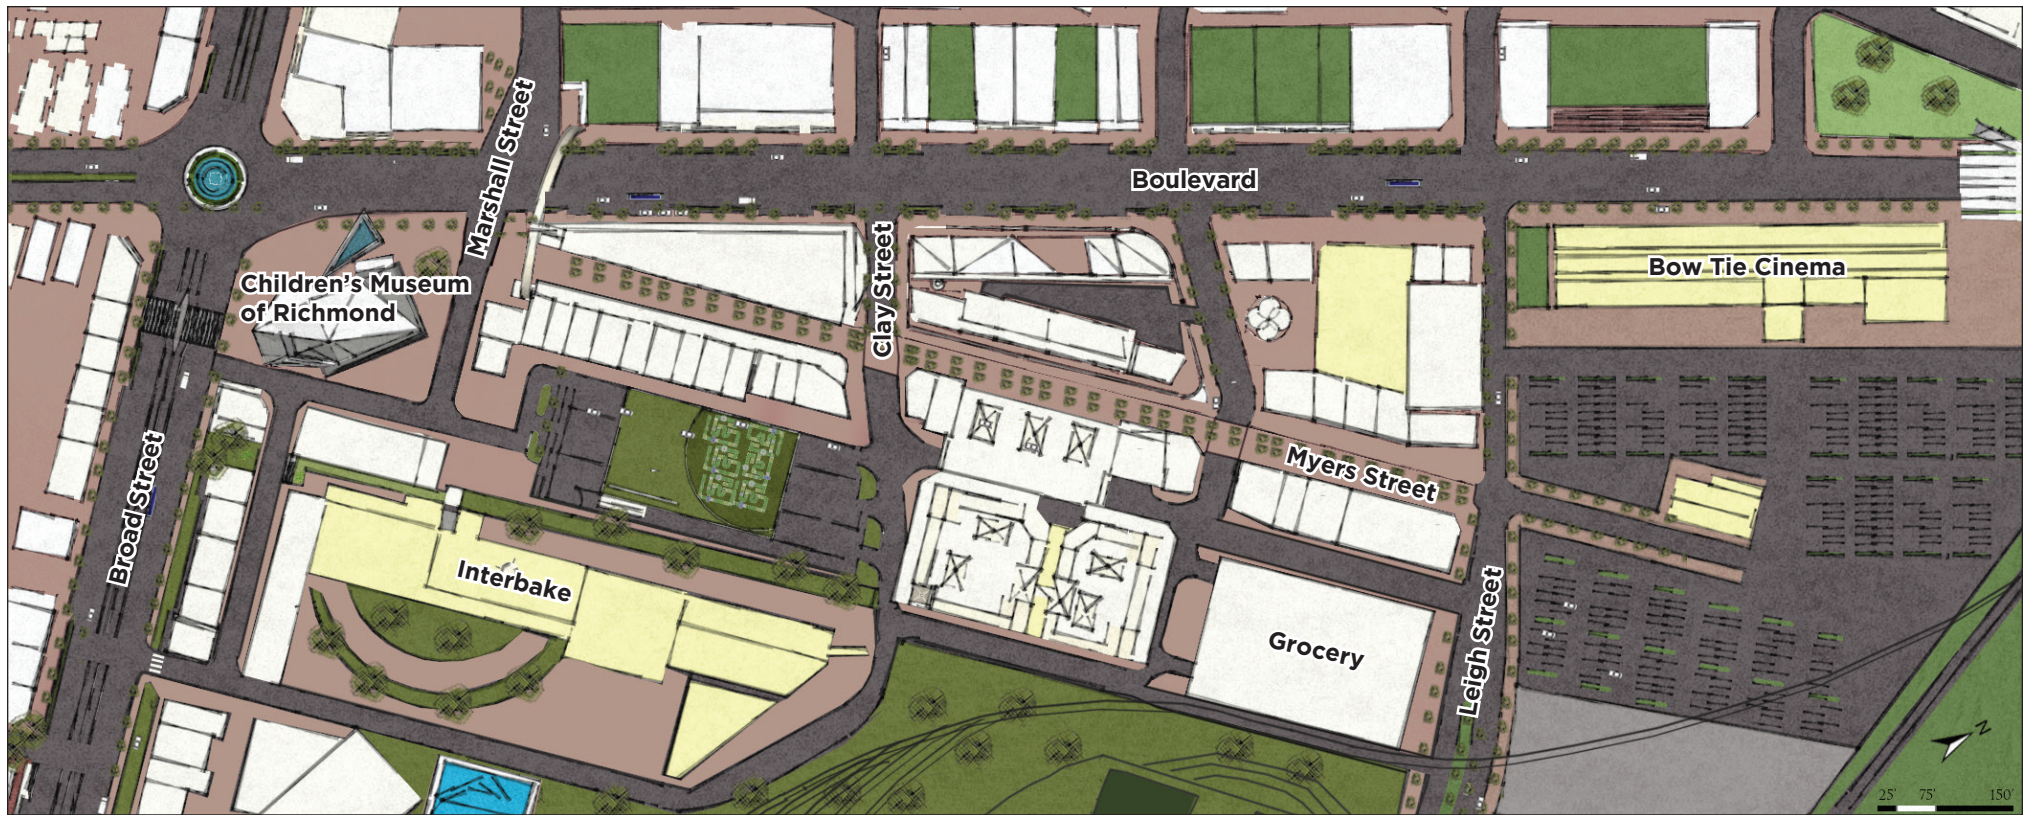 Marshall Street
Boulevard
Clay Street
Children's Museum
of Richmond
Bow Tie Cinema
Broad Street
Myers Street
Interbake
Leigh Street
Grocery
N
25' 75' 150'